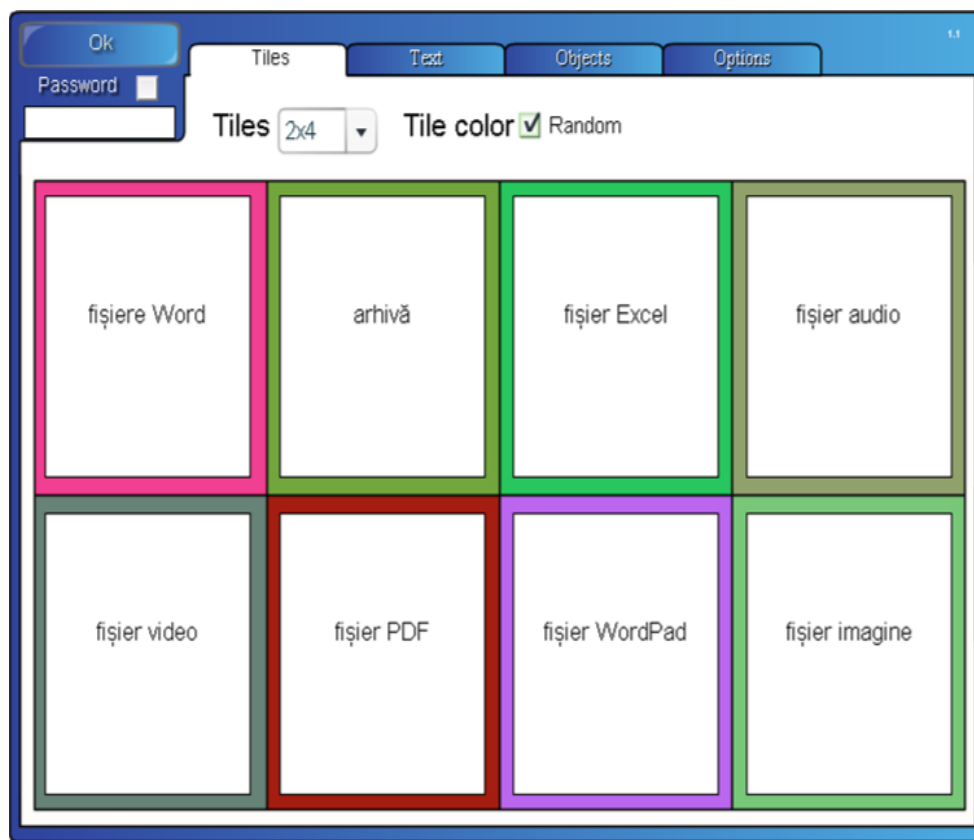 Ok
1.1
Tiles Text Objects Options
Password
Tiles 2x4 Tile color Random
fișiere Word arhivă fișier Excel fișier audio
fișier video fișier PDF fișier WordPad fișier imagine